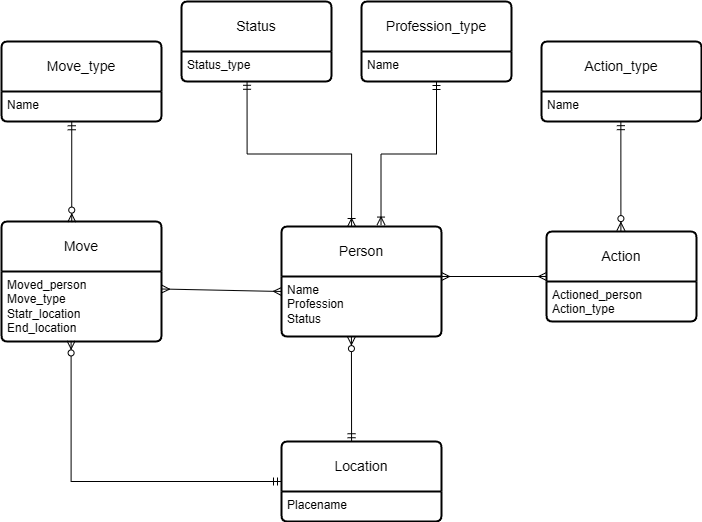 Status
Status_type
Profession_type
Name
Move_type
Name
Action_type
Name
Move
Moved_person
Move_type
Statr_location
End_location
Person
Name
Profession
Status
Action
Actioned_person
Action_type
Location
Placename